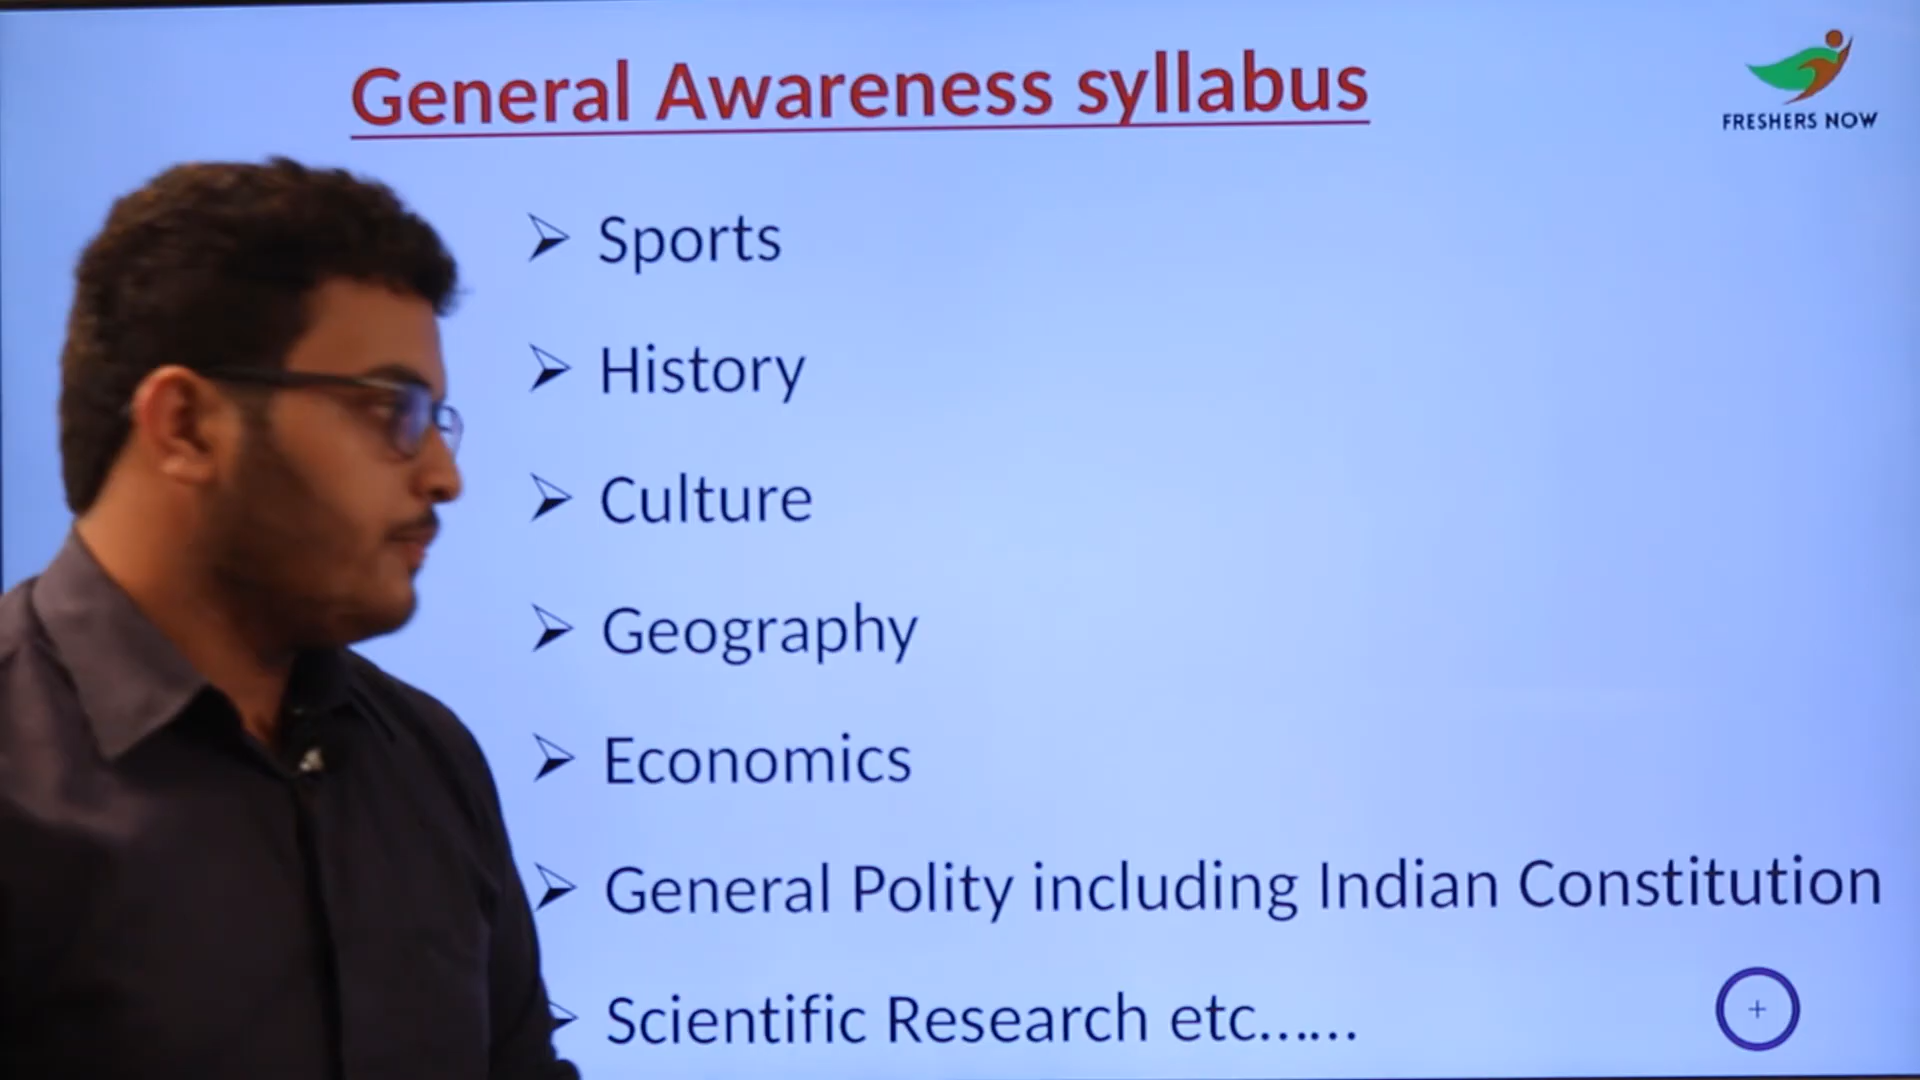 General Awareness syllabus
FRESHERS NOW
Sports
History
Culture
Geography
Economics
General Polity including Indian Constitution
Scientific Research etc......